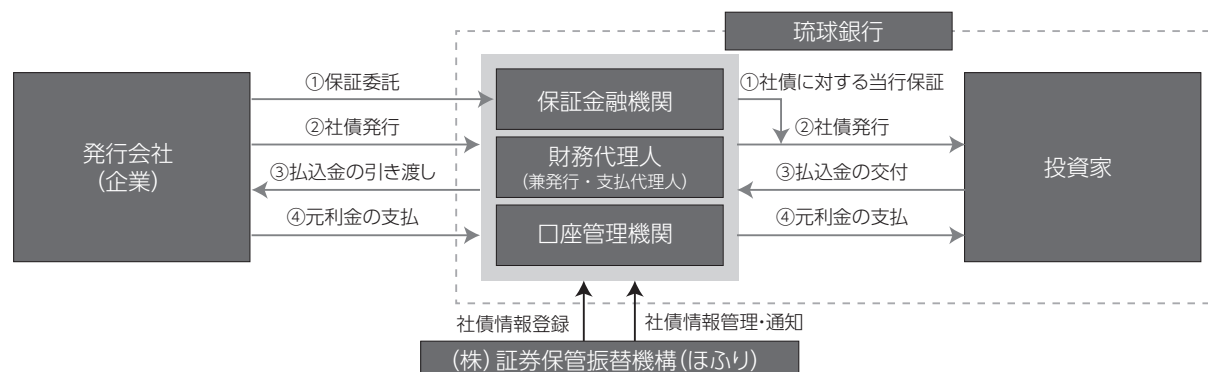 琉球銀行
発行会社
(企業)
①保証委託
②社債発行
③払込金の引き渡し
④元利金の支払
保証金融機関
財務代理人
(兼発行・支払代理人)
口座管理機関
①社債に対する当行保証
②社債発行
③払込金の交付
④元利金の支払
投資家
社債情報登録
社債情報管理・通知
(株)証券保管振替機構(ほふり)